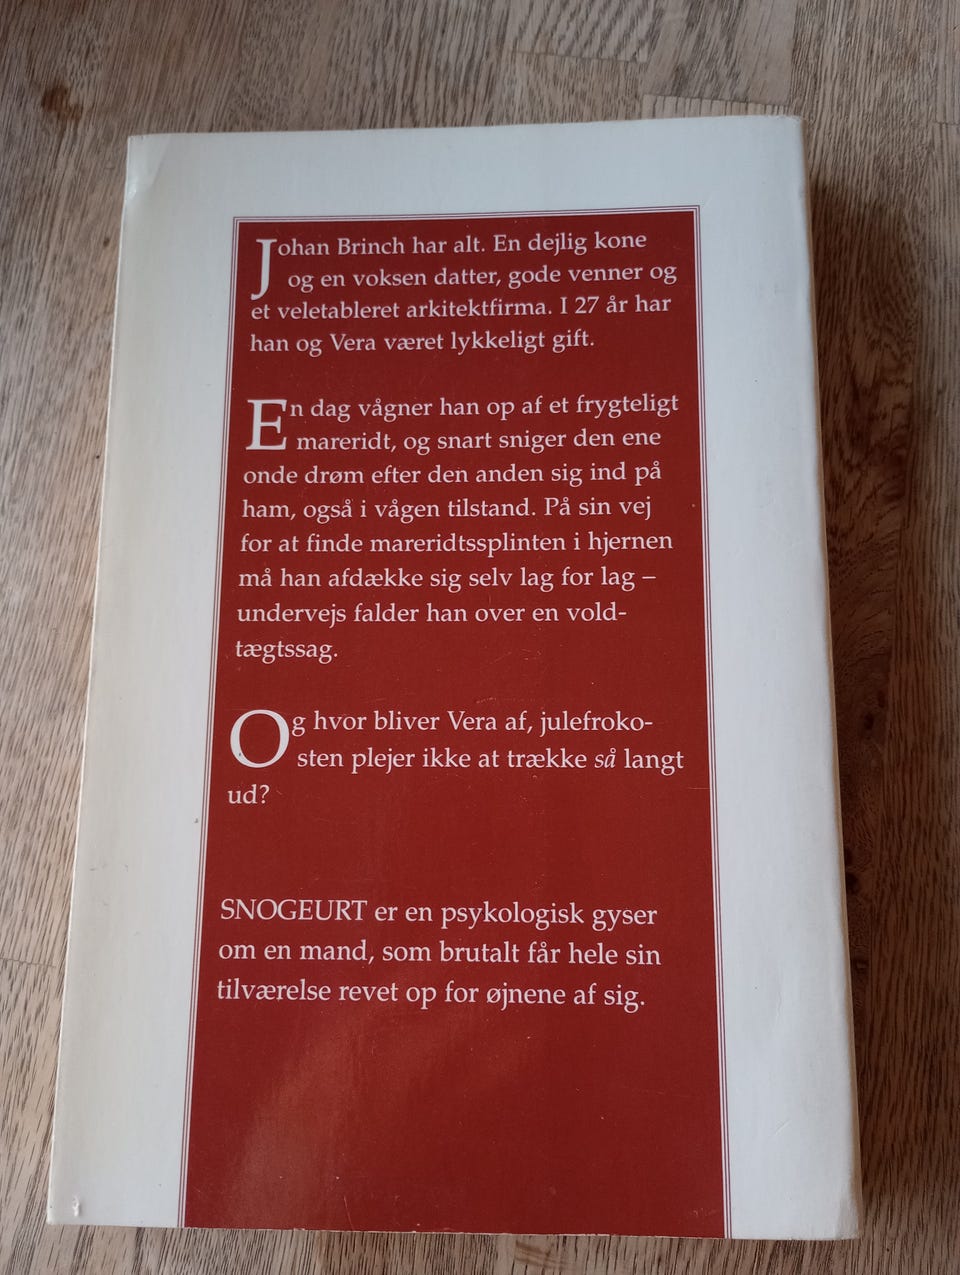 Johan Brinch har alt. En dejlig kone
og en voksen datter, gode venner og
et veletableret arkitektfirma. I 27 år har
han og Vera været lykkeligt gift.
En dag vågner han op af et frygteligt
mareridt, og snart sniger den ene
onde drøm efter den anden sig ind på
ham, også i vågen tilstand. På sin vej
for at finde mareridtssplinten i hjernen
må han afdække sig selv lag for lag –
undervejs falder han over en vold-
tægtssag.
Og hvor bliver Vera af, julefroko-
sten plejer ikke at trække så langt
ud?
SNOGEURT er en psykologisk gyser
om en mand, som brutalt får hele sin
tilværelse revet op for øjnene af sig.